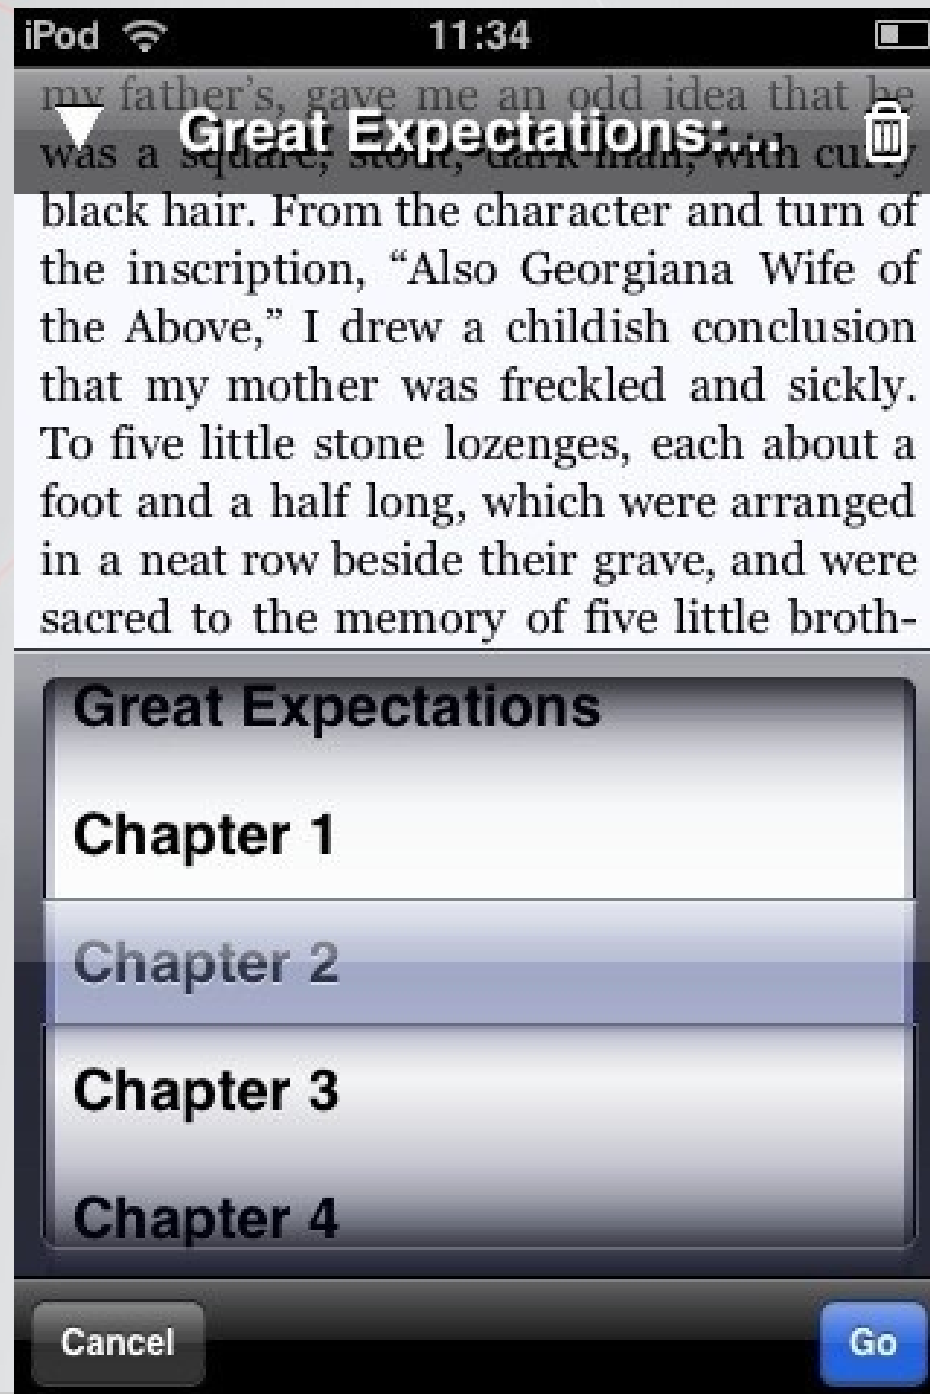 iPod 11:34
my father's, gave me an odd idea that he
Great Expectations:...
was a square, stout, dark man, with curly
black hair. From the character and turn of
the inscription, “Also Georgiana Wife of
the Above,” I drew a childish conclusion
that my mother was freckled and sickly.
To five little stone lozenges, each about a
foot and a half long, which were arranged
in a neat row beside their grave, and were
sacred to the memory of five little broth-
Great Expectations
Chapter 1
Chapter 2
Chapter 3
Chapter 4
Cancel Go